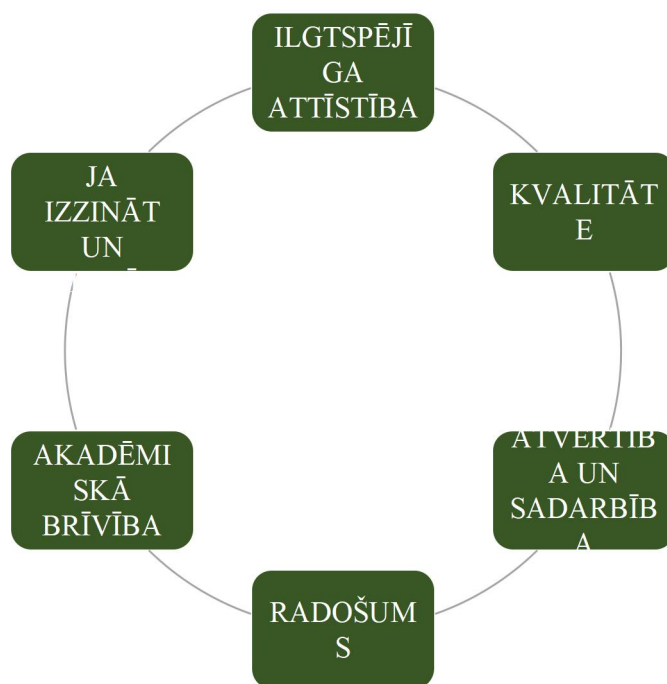 ILGTSPĒJĪ
GA
ATTĪSTĪBA
KVALITĀT
E
ATVĒRTĪB
A UN
SADARBĪB
A
RADOŠUM
S
AKADĒMI
SKĀ
BRĪVĪBA
JA
IZZINĀT
UN